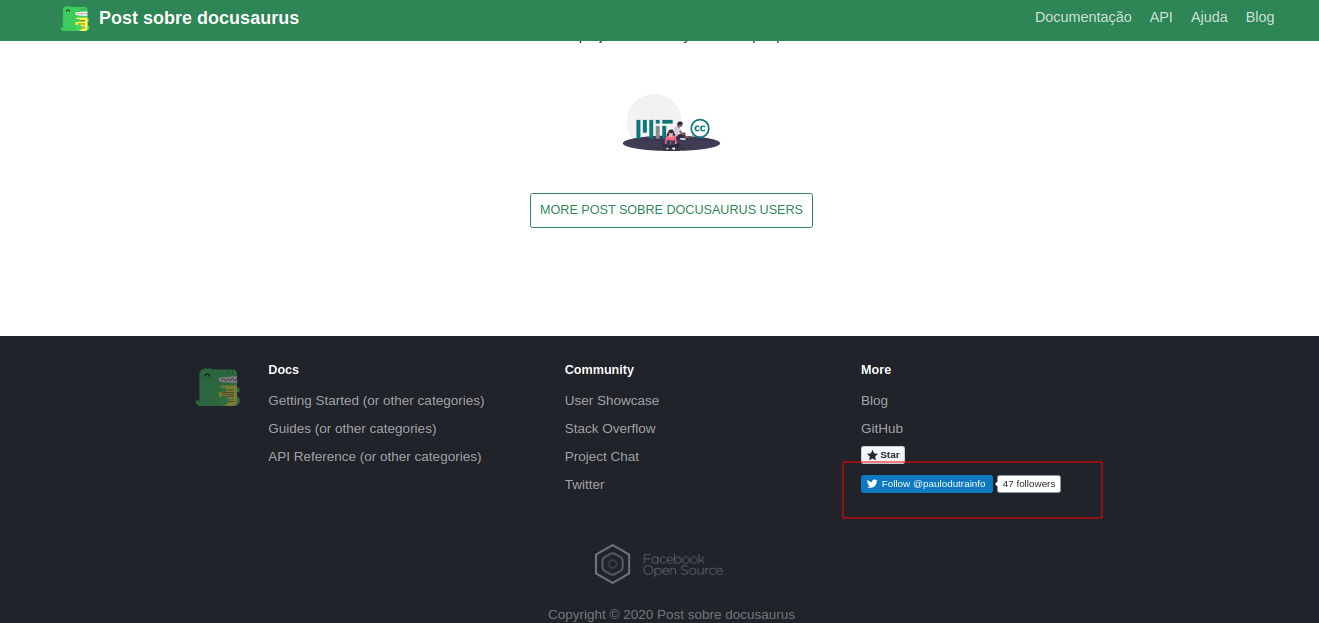 Post sobre docusaurus
Documentação API Ajuda Blog
MIT CC
MORE POST SOBRE DOCUSAURUS USERS
Docs
Getting Started (or other categories)
Guides (or other categories)
API Reference (or other categories)
Community
User Showcase
Stack Overflow
Project Chat
Twitter
More
Blog
GitHub
Star
Follow @paulodutrainfo 47 followers
Facebook
Open Source
Copyright © 2020 Post sobre docusaurus